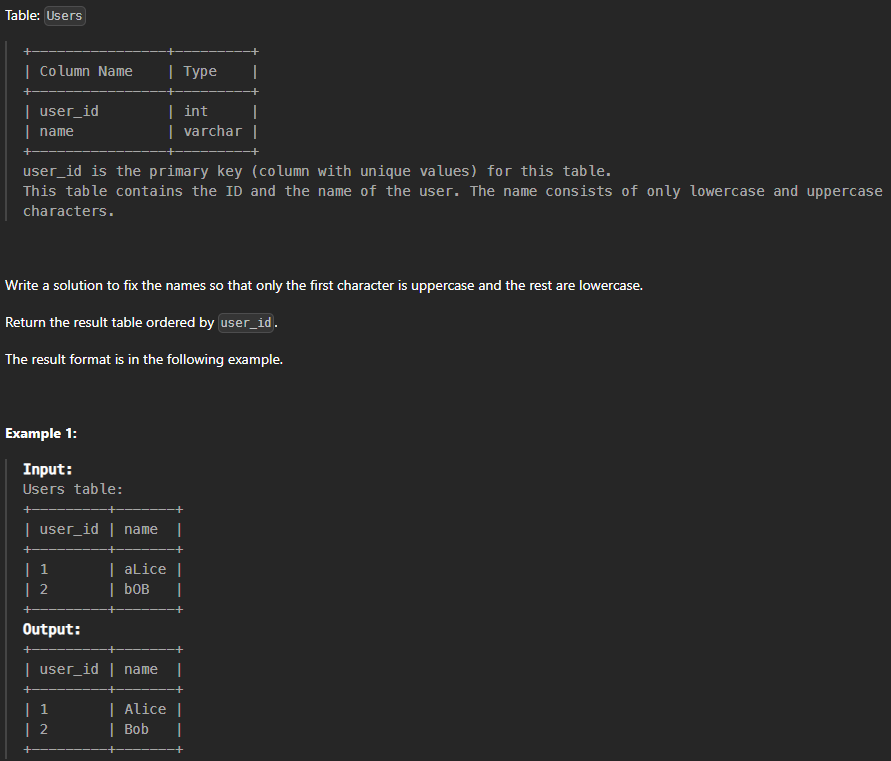 Table: Users
+----------------+---------+
| Column Name    | Type    |
+----------------+---------+
| user_id        | int     |
| name           | varchar |
+----------------+---------+
user_id is the primary key (column with unique values) for this table.
This table contains the ID and the name of the user. The name consists of only lowercase and uppercase
characters.
Write a solution to fix the names so that only the first character is uppercase and the rest are lowercase.
Return the result table ordered by user_id.
The result format is in the following example.
Example 1:
Input:
Users table:
+---------+-------+
| user_id | name  |
+---------+-------+
| 1       | aLice |
| 2       | bOB   |
+---------+-------+
Output:
+---------+-------+
| user_id | name  |
+---------+-------+
| 1       | Alice |
| 2       | Bob   |
+---------+-------+